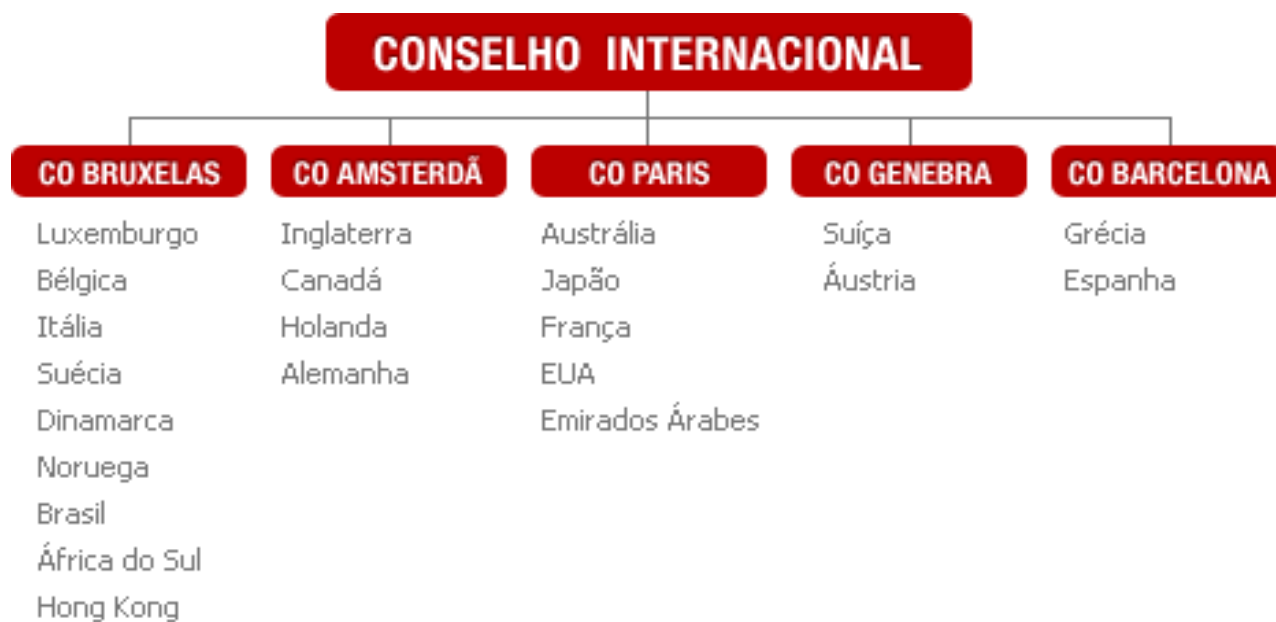 CONSELHO INTERNACIONAL
CO BRUXELAS
Luxemburgo
Bélgica
Itália
Suécia
Dinamarca
Noruega
Brasil
África do Sul
Hong Kong
CO AMSTERDÃ
Inglaterra
Canadá
Holanda
Alemanha
CO PARIS
Austrália
Japão
França
EUA
Emirados Árabes
CO GENEBRA
Suíça
Áustria
CO BARCELONA
Grécia
Espanha